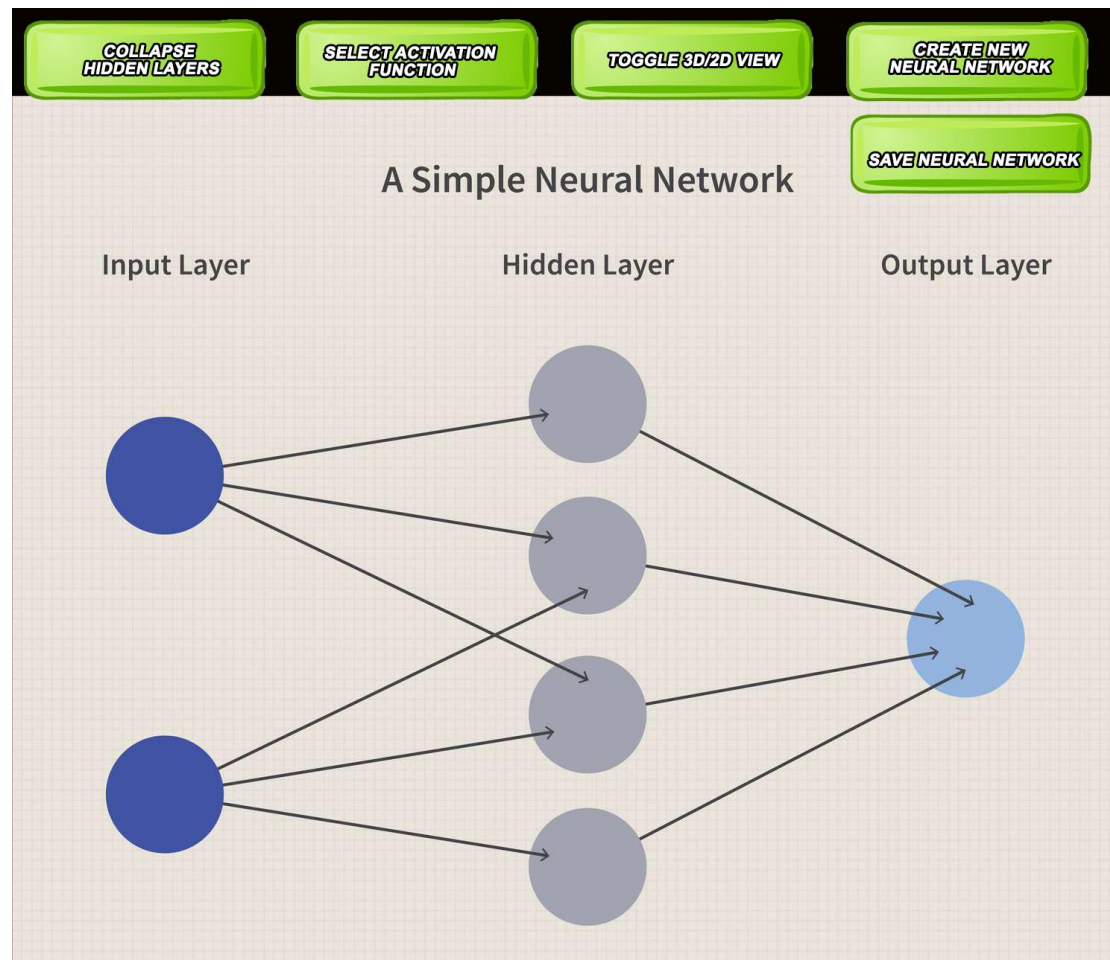 COLLAPSE
HIDDEN LAYERS
SELECT ACTIVATION
FUNCTION
TOGGLE 3D/2D VIEW
CREATE NEW
NEURAL NETWORK
SAVE NEURAL NETWORK
A Simple Neural Network
Input Layer
Hidden Layer
Output Layer